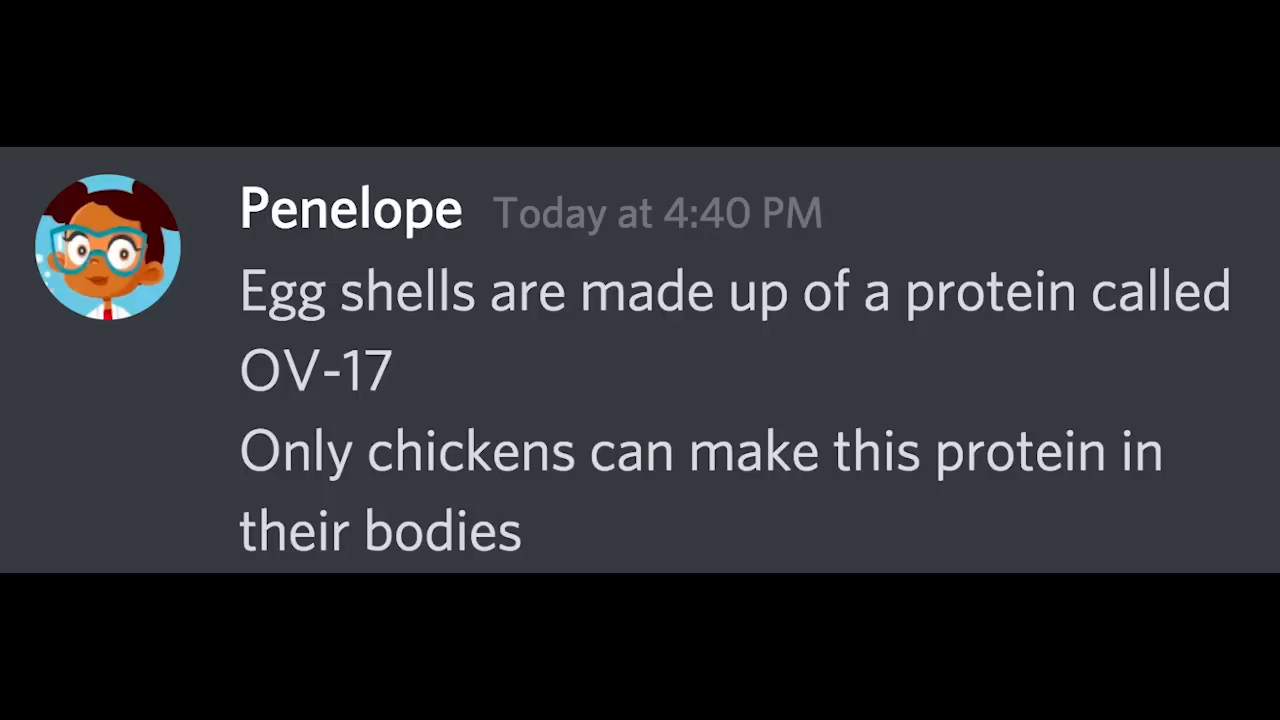 Penelope Today at 4:40 PM
Egg shells are made up of a protein called
OV-17
Only chickens can make this protein in
their bodies